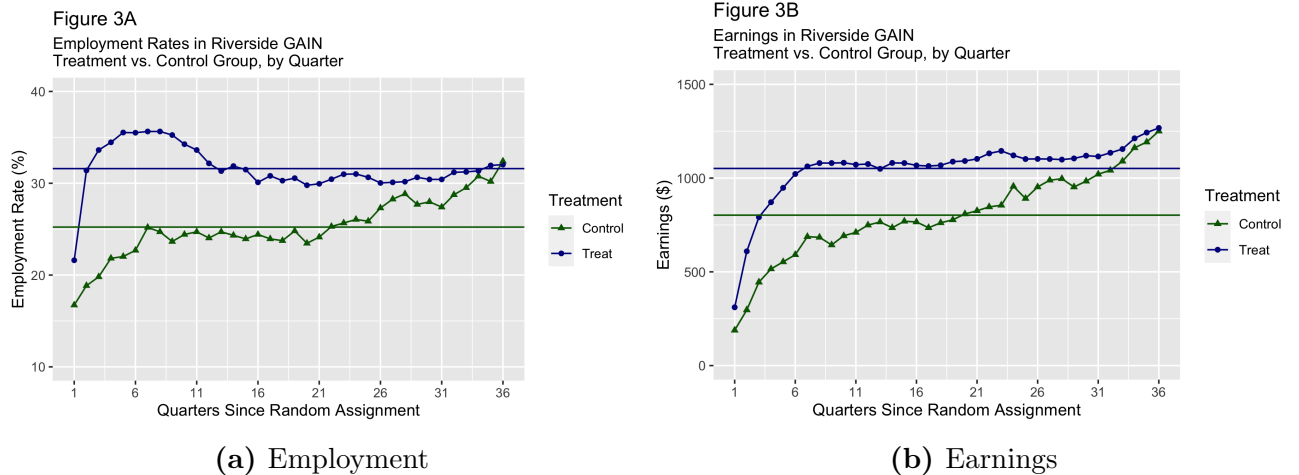 Figure 3A
Employment Rates in Riverside GAIN
Treatment vs. Control Group, by Quarter
40
30
20
10
Employment Rate (%)
1 6 11 16 21 26 31 36
Quarters Since Random Assignment
Treatment
Control
Treat
(a) Employment
Figure 3B
Earnings in Riverside GAIN
Treatment vs. Control Group, by Quarter
1500
1000
500
0
Earnings ($)
1 6 11 16 21 26 31 36
Quarters Since Random Assignment
Treatment
Control
Treat
(b) Earnings